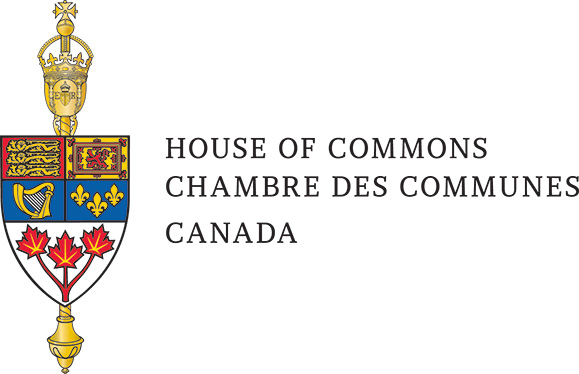 E R
HOUSE OF COMMONS
CHAMBRE DES COMMUNES
CANADA